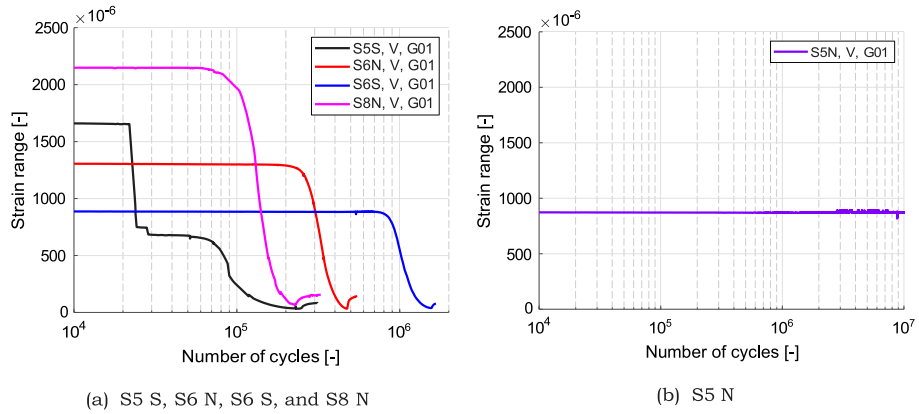 ×10⁻⁶
2500
2000
1500
1000
500
0
10⁴
10⁵
10⁶
Strain range [-]
Number of cycles [-]
S5S, V, G01
S6N, V, G01
S6S, V, G01
S8N, V, G01
(a) S5 S, S6 N, S6 S, and S8 N
×10⁻⁶
2500
2000
1500
1000
500
0
10⁴
10⁵
10⁶
10⁷
Strain range [-]
Number of cycles [-]
S5N, V, G01
(b) S5 N